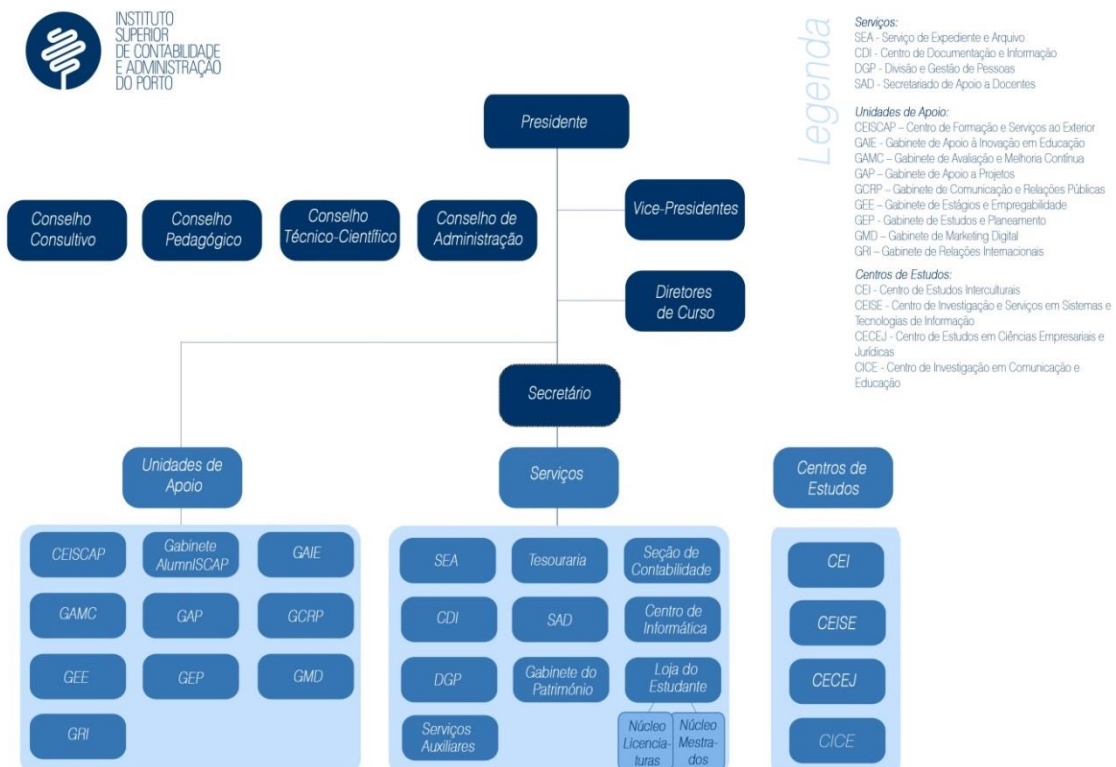 INSTITUTO
SUPERIOR
DE CONTABILIDADE
E ADMINISTRAÇÃO
DO PORTO
Legenda
Serviços:
SEA - Serviço de Expediente e Arquivo
CDI - Centro de Documentação e Informação
DGP - Divisão e Gestão de Pessoas
SAD - Secretariado de Apoio a Docentes
Unidades de Apoio:
CEISCAP – Centro de Formação e Serviços ao Exterior
GAIE - Gabinete de Apoio à Inovação em Educação
GAMC – Gabinete de Avaliação e Melhoria Contínua
GAP – Gabinete de Apoio a Projetos
GCRP – Gabinete de Comunicação e Relações Públicas
GEE – Gabinete de Estágios e Empregabilidade
GEP - Gabinete de Estudos e Planeamento
GMD – Gabinete de Marketing Digital
GRI – Gabinete de Relações Internacionais
Centros de Estudos:
CEI - Centro de Estudos Interculturais
CEISE - Centro de Investigação e Serviços em Sistemas e
Tecnologias de Informação
CECEJ - Centro de Estudos em Ciências Empresariais e
Jurídicas
CICE - Centro de Investigação em Comunicação e
Educação
Presidente
Conselho
Consultivo
Conselho
Pedagógico
Conselho
Técnico-Científico
Conselho de
Administração
Vice-Presidentes
Diretores
de Curso
Secretário
Unidades de
Apoio
Serviços
Centros de
Estudos
CEISCAP
Gabinete
AlumnISCAP
GAIE
GAMC
GAP
GCRP
GEE
GEP
GMD
GRI
SEA
Tesouraria
Seção de
Contabilidade
CDI
SAD
Centro de
Informática
DGP
Gabinete do
Património
Loja do
Estudante
Serviços
Auxiliares
Núcleo
Licencia-
turas
Núcleo
Mestra-
dos
CEI
CEISE
CECEJ
CICE